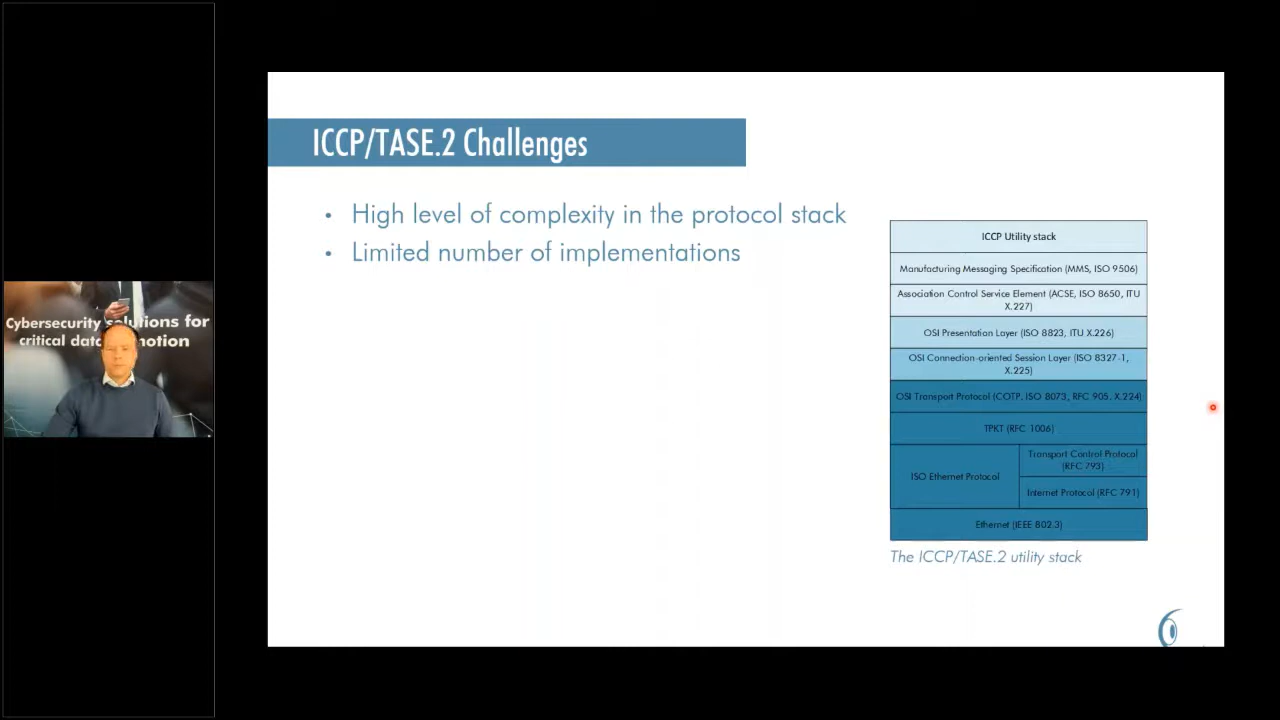 ICCP/TASE.2 Challenges
• High level of complexity in the protocol stack
• Limited number of implementations
ICCP Utility stack
Manufacturing Messaging Specification (MMS, ISO 9506)
Association Control Service Element (ACSE, ISO 8650, ITU
X.227)
OSI Presentation Layer (ISO 8823, ITU X.226)
OSI Connection-oriented Session Layer (ISO 8327-1,
X.225)
OSI Transport Protocol (COTP, ISO 8073, RFC 905, X.224)
TPKT (RFC 1006)
ISO Ethernet Protocol
Transport Control Protocol
(RFC 793)
Internet Protocol (RFC 791)
Ethernet (IEEE 802.3)
The ICCP/TASE.2 utility stack
Cybersecurity solutions for
critical data motion